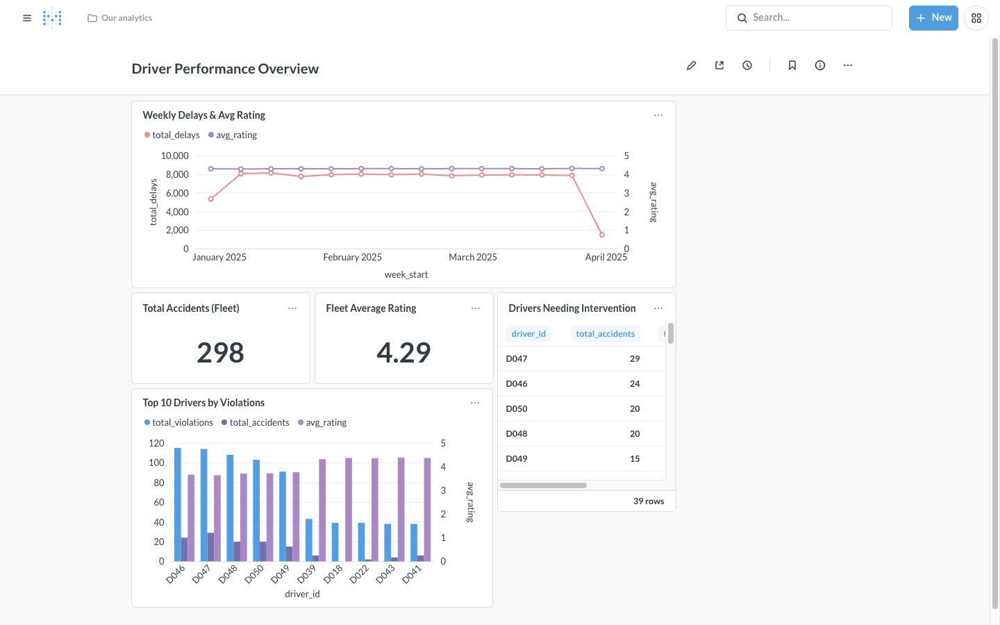 Our analytics
Search...
New
Driver Performance Overview
Weekly Delays & Avg Rating
total_delays avg_rating
10,000
8,000
6,000
4,000
2,000
0
total_delays
5
4
3
2
1
0
avg_rating
January 2025 February 2025 March 2025 April 2025
week_start
Total Accidents (Fleet)
298
Fleet Average Rating
4.29
Drivers Needing Intervention
driver_id total_accidents
D047 29
D046 24
D050 20
D048 20
D049 15
39 rows
Top 10 Drivers by Violations
total_violations total_accidents avg_rating
120
100
80
60
40
20
0
5
4
3
2
1
0
avg_rating
D046 D047 D048 D050 D049 D039 D018 D022 D043 D041
driver_id